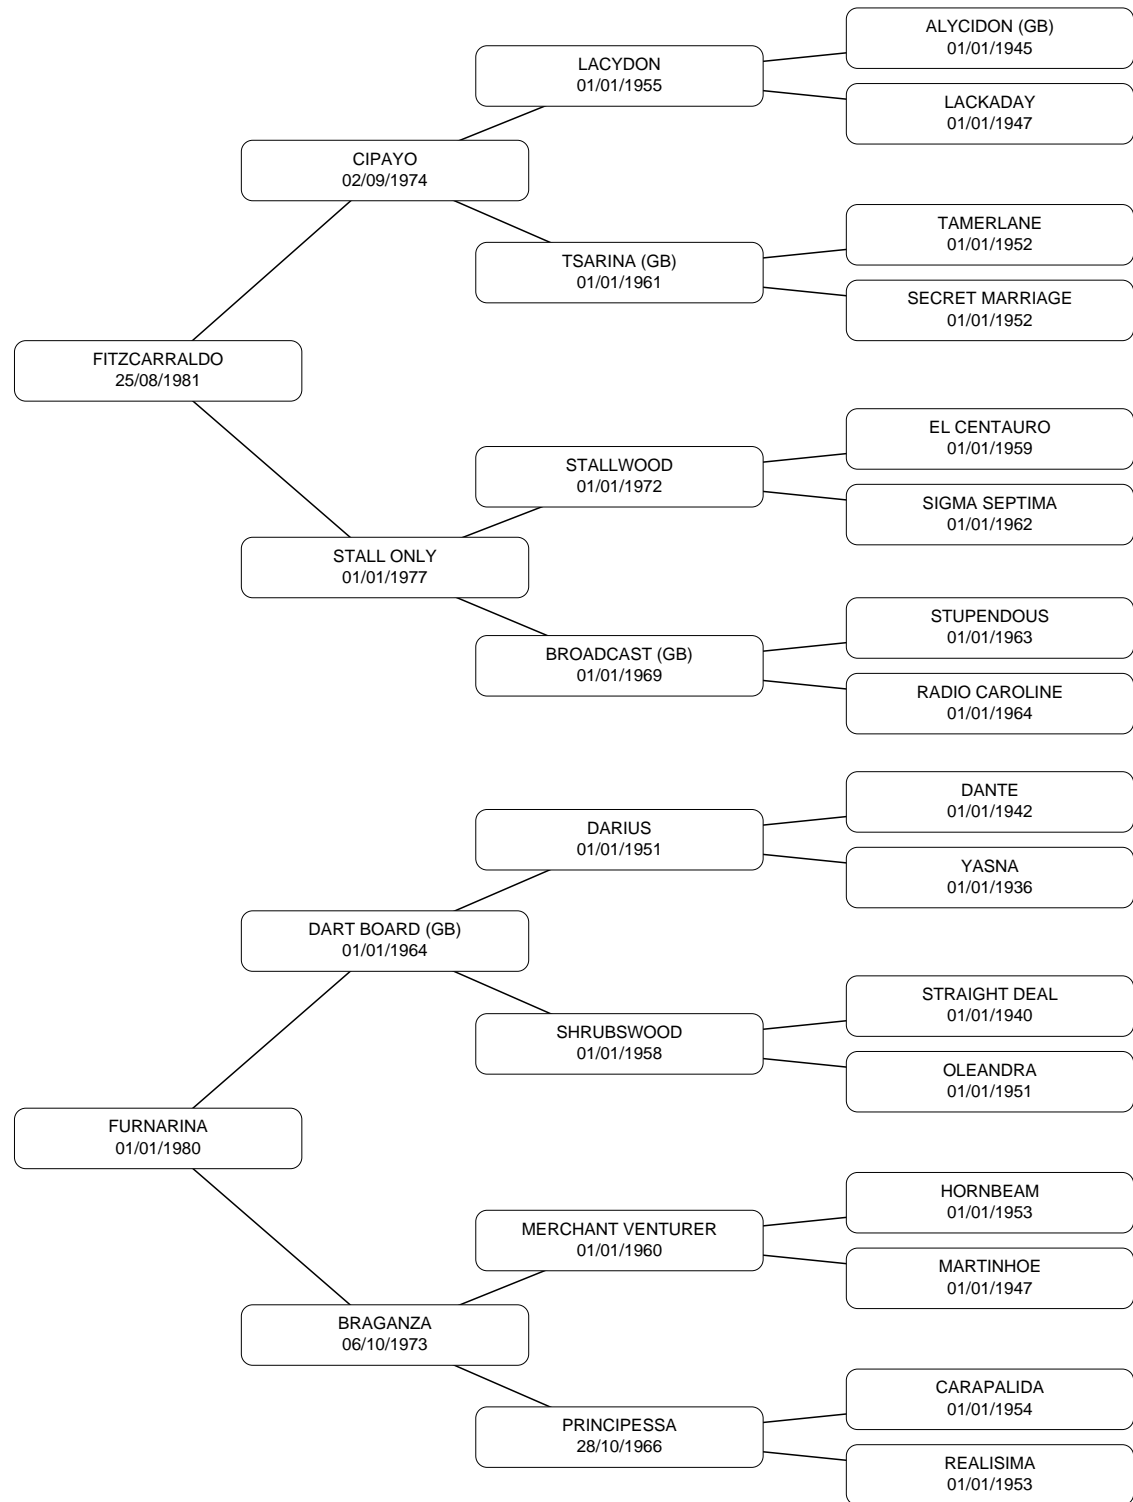 ALYCIDON (GB)
01/01/1945
LACYDON
01/01/1955
LACKADAY
01/01/1947
CIPAYO
02/09/1974
TAMERLANE
01/01/1952
TSARINA (GB)
01/01/1961
SECRET MARRIAGE
01/01/1952
FITZCARRALDO
25/08/1981
EL CENTAURO
01/01/1959
STALLWOOD
01/01/1972
SIGMA SEPTIMA
01/01/1962
STALL ONLY
01/01/1977
STUPENDOUS
01/01/1963
BROADCAST (GB)
01/01/1969
RADIO CAROLINE
01/01/1964
DANTE
01/01/1942
DARIUS
01/01/1951
YASNA
01/01/1936
DART BOARD (GB)
01/01/1964
STRAIGHT DEAL
01/01/1940
SHRUBSWOOD
01/01/1958
OLEANDRA
01/01/1951
FURNARINA
01/01/1980
HORNBEAM
01/01/1953
MERCHANT VENTURER
01/01/1960
MARTINHOE
01/01/1947
BRAGANZA
06/10/1973
CARAPALIDA
01/01/1954
PRINCIPESSA
28/10/1966
REALISIMA
01/01/1953